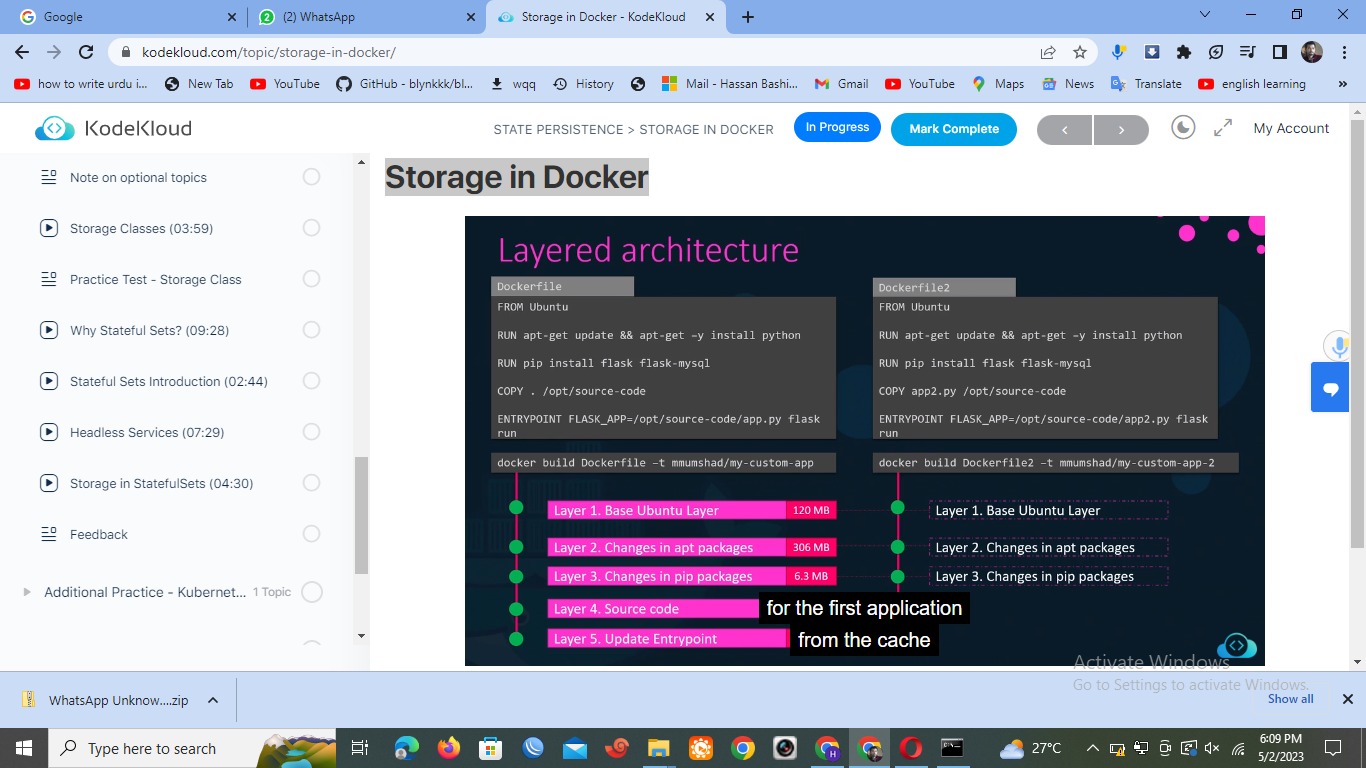 Google
(2) WhatsApp
Storage in Docker - KodeKloud
kodekloud.com/topic/storage-in-docker/
how to write urdu i...
New Tab
YouTube
GitHub - blynkkk/bl...
wqq
History
Mail - Hassan Bashi...
Gmail
YouTube
Maps
News
Translate
english learning
KodeKloud
STATE PERSISTENCE > STORAGE IN DOCKER
In Progress
Mark Complete
My Account
Note on optional topics
Storage Classes (03:59)
Practice Test - Storage Class
Why Stateful Sets? (09:28)
Stateful Sets Introduction (02:44)
Headless Services (07:29)
Storage in StatefulSets (04:30)
Feedback
Additional Practice - Kubernet... 1 Topic
Storage in Docker
Layered architecture
Dockerfile
FROM Ubuntu
RUN apt-get update && apt-get –y install python
RUN pip install flask flask-mysql
COPY . /opt/source-code
ENTRYPOINT FLASK_APP=/opt/source-code/app.py flask
run
docker build Dockerfile –t mmumshad/my-custom-app
Layer 1. Base Ubuntu Layer 120 MB
Layer 2. Changes in apt packages 306 MB
Layer 3. Changes in pip packages 6.3 MB
Layer 4. Source code
Layer 5. Update Entrypoint
Dockerfile2
FROM Ubuntu
RUN apt-get update && apt-get –y install python
RUN pip install flask flask-mysql
COPY app2.py /opt/source-code
ENTRYPOINT FLASK_APP=/opt/source-code/app2.py flask
run
docker build Dockerfile2 –t mmumshad/my-custom-app-2
Layer 1. Base Ubuntu Layer
Layer 2. Changes in apt packages
Layer 3. Changes in pip packages
for the first application
from the cache
Activate Windows
Go to Settings to activate Windows.
WhatsApp Unknow....zip
Show all
Type here to search
27°C
6:09 PM
5/2/2023